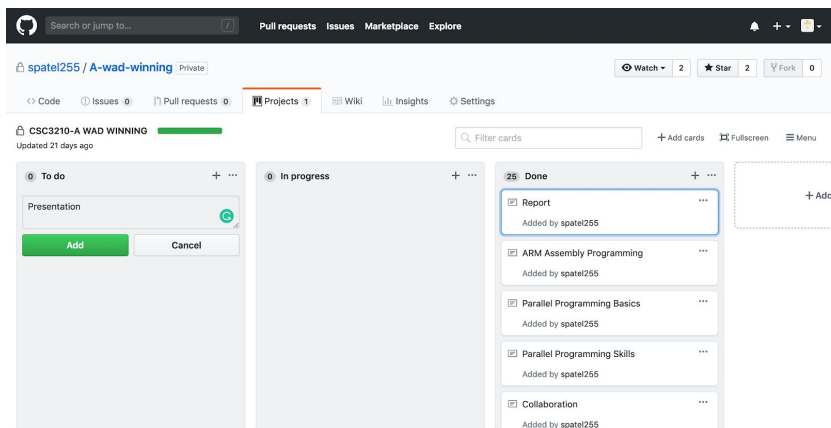 Search or jump to... /
Pull requests Issues Marketplace Explore
spatel255 / A-wad-winning Private
Watch 2 Star 2 Fork 0
Code Issues 0 Pull requests 0 Projects 1 Wiki Insights Settings
CSC3210-A WAD WINNING
Updated 21 days ago
Filter cards
Add cards Fullscreen Menu
0 To do
Presentation
Add Cancel
0 In progress
25 Done
Report
Added by spatel255
ARM Assembly Programming
Added by spatel255
Parallel Programming Basics
Added by spatel255
Parallel Programming Skills
Added by spatel255
Collaboration
Added by spatel255
+ Add